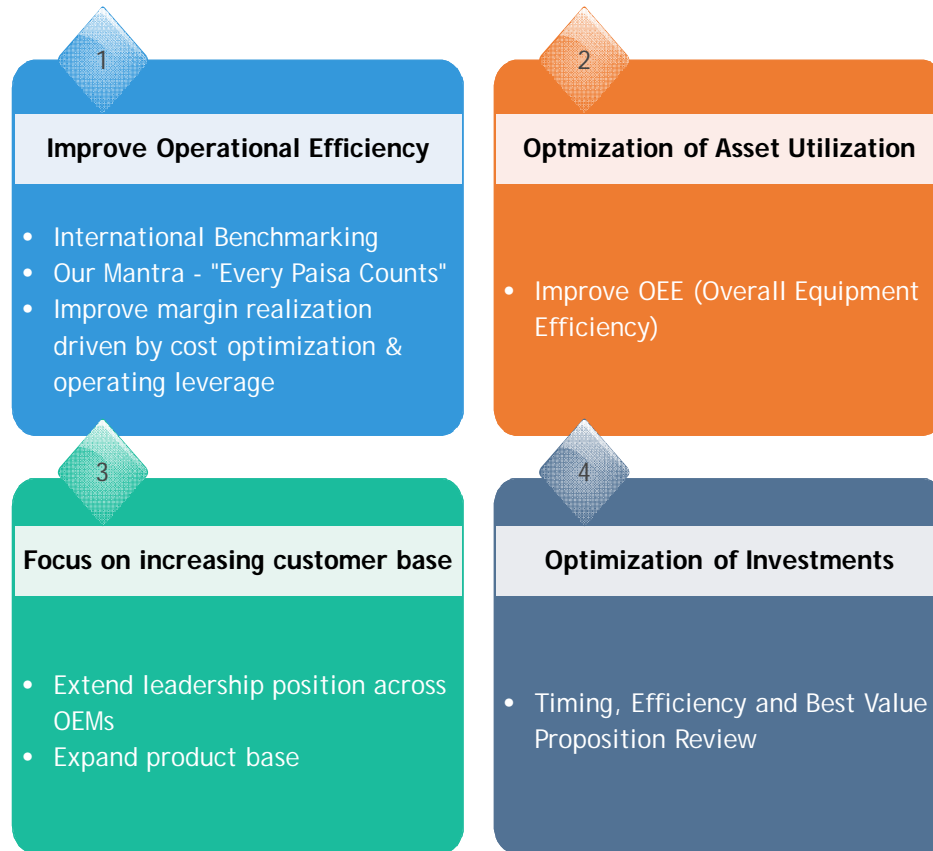 1
Improve Operational Efficiency
• International Benchmarking
• Our Mantra - "Every Paisa Counts"
• Improve margin realization
driven by cost optimization &
operating leverage
2
Optmization of Asset Utilization
• Improve OEE (Overall Equipment
Efficiency)
3
Focus on increasing customer base
• Extend leadership position across
OEMs
• Expand product base
4
Optimization of Investments
• Timing, Efficiency and Best Value
Proposition Review